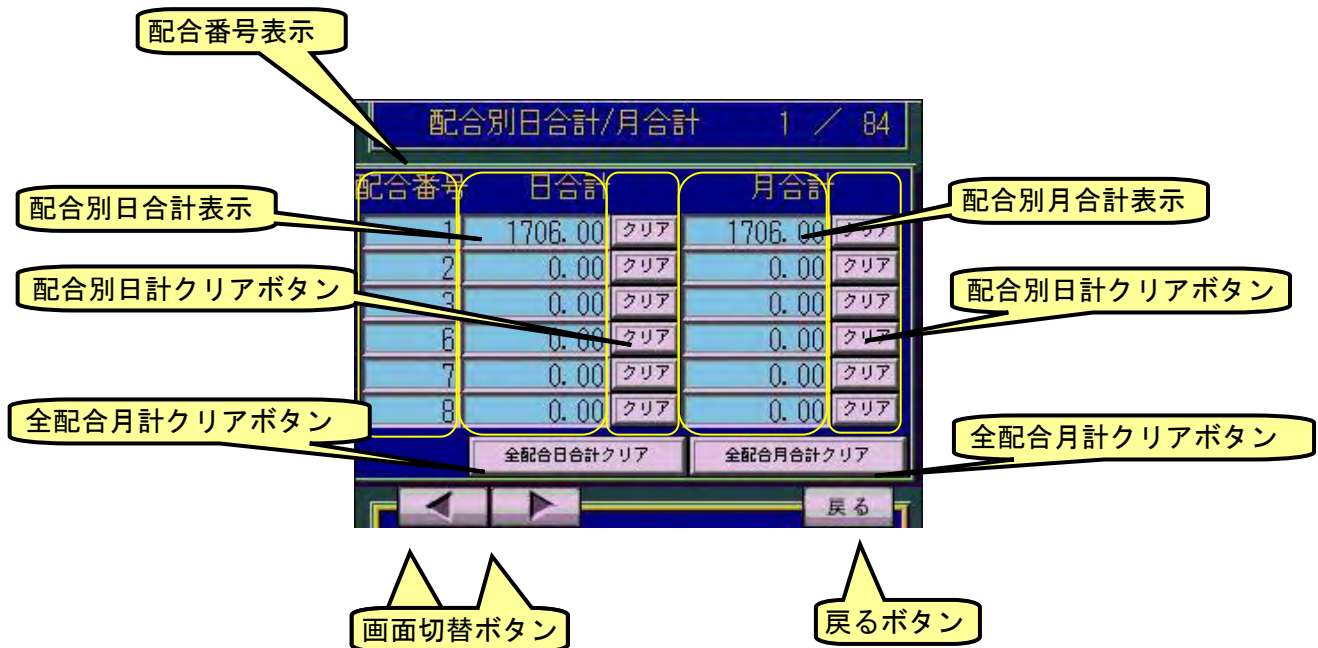 配合番号表示
配合別日合計/月合計 1 / 84
配合番号 日合計 月合計
配合別日合計表示
配合別月合計表示
1 1706.00 クリア 1706.00 クリア
2 0.00 クリア 0.00 クリア
配合別日計クリアボタン
配合別日計クリアボタン
3 0.00 クリア 0.00 クリア
6 0.00 クリア 0.00 クリア
7 0.00 クリア 0.00 クリア
8 0.00 クリア 0.00 クリア
全配合月計クリアボタン
全配合月計クリアボタン
全配合日合計クリア 全配合月合計クリア
戻る
画面切替ボタン
戻るボタン